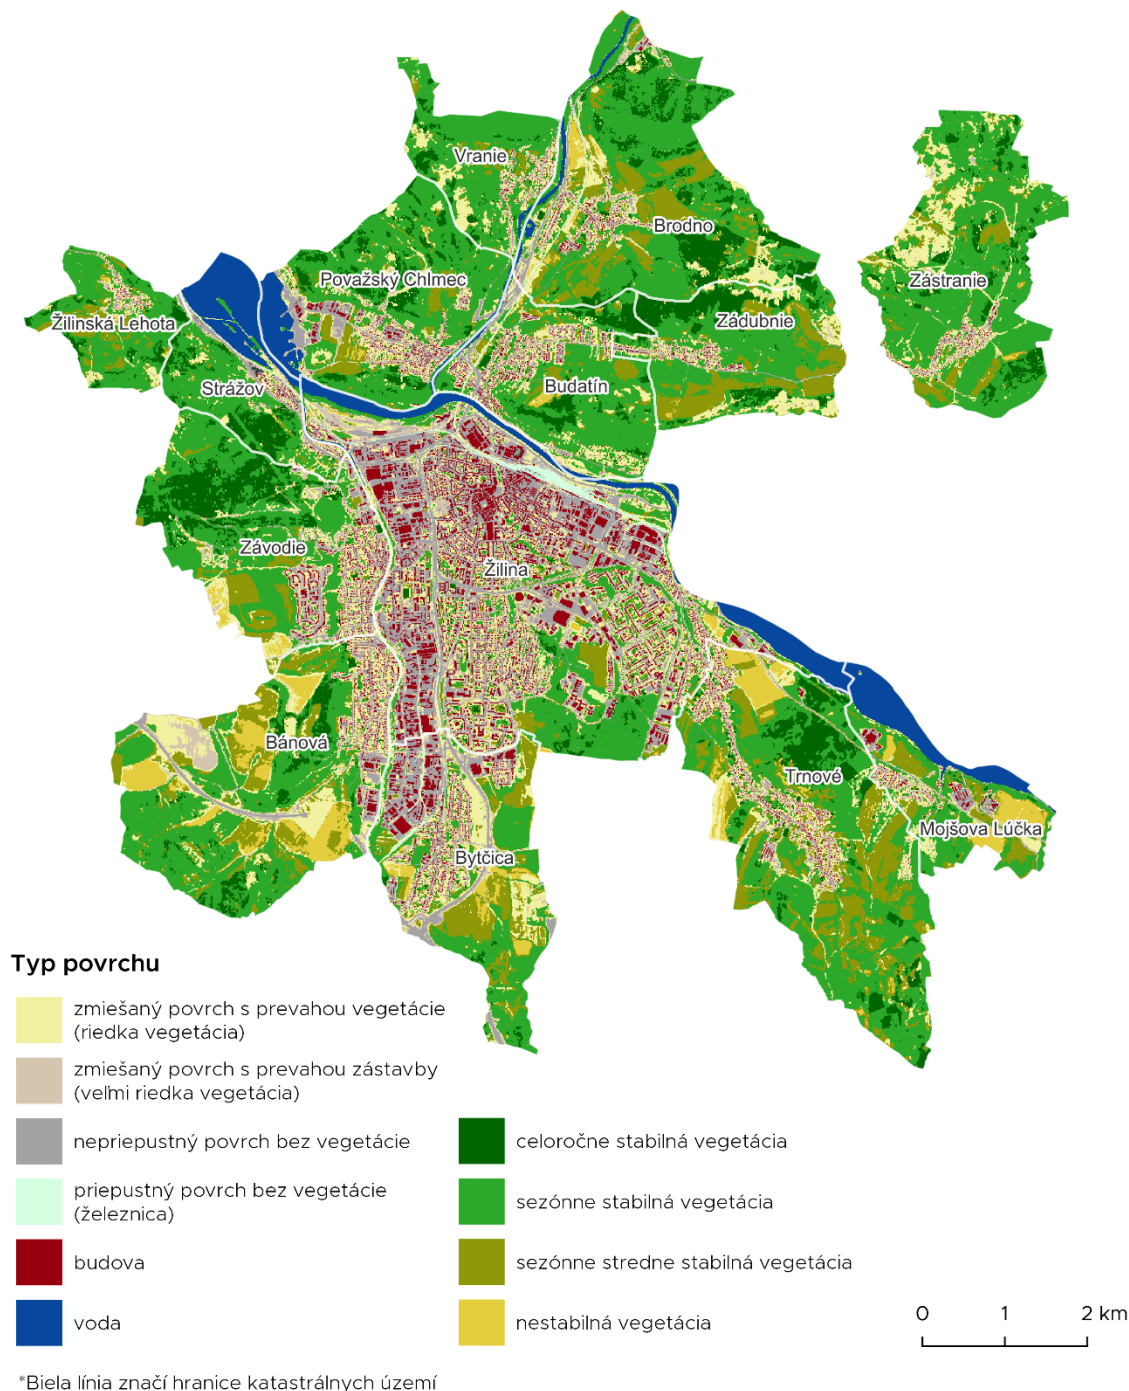 Vranie
Brodno
Považský Chlmec
Zástranie
Žilinská Lehota
Zádubnie
Strážov
Budatín
Závodie
Žilina
Bánová
Trnové
Mojšova Lúčka
Bytčica
Typ povrchu
zmiešaný povrch s prevahou vegetácie
(riedka vegetácia)
zmiešaný povrch s prevahou zástavby
(veľmi riedka vegetácia)
nepriepustný povrch bez vegetácie
priepustný povrch bez vegetácie
(železnica)
budova
voda
celoročne stabilná vegetácia
sezónne stabilná vegetácia
sezónne stredne stabilná vegetácia
nestabilná vegetácia
0 1 2 km
*Biela línia značí hranice katastrálnych území